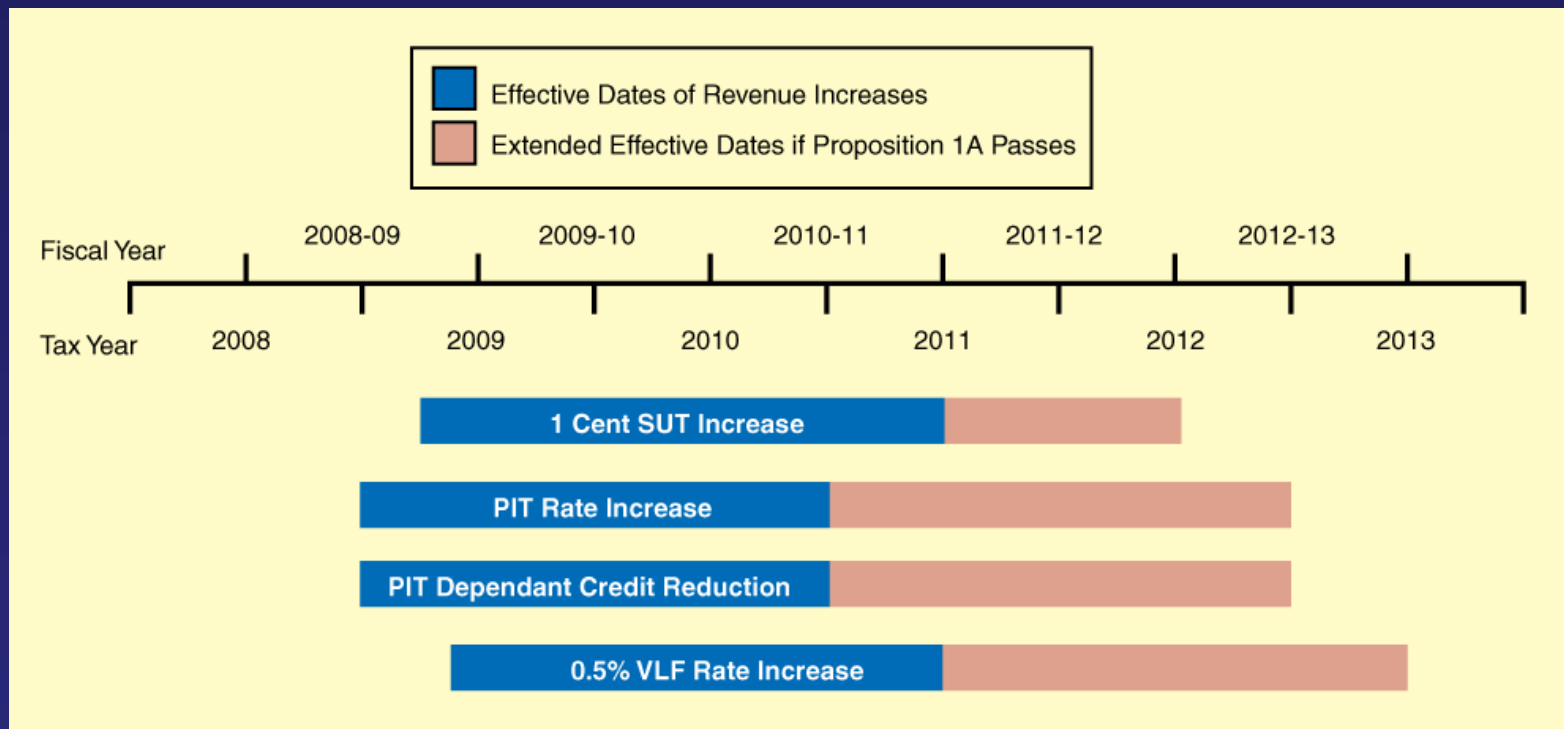 Effective Dates of Revenue Increases
Extended Effective Dates if Proposition 1A Passes
Fiscal Year
2008-09 2009-10 2010-11 2011-12 2012-13
Tax Year
2008 2009 2010 2011 2012 2013
1 Cent SUT Increase
PIT Rate Increase
PIT Dependant Credit Reduction
0.5% VLF Rate Increase